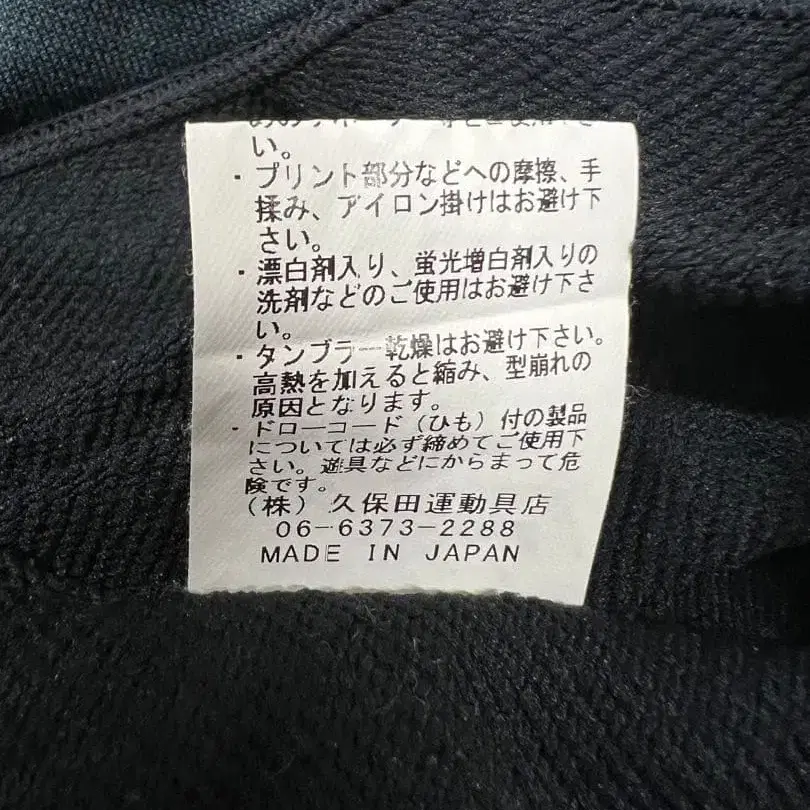 い。
・プリント部分などへの摩擦、手
揉み、アイロン掛けはお避け下
さい。
・漂白剤入り、蛍光増白剤入りの
洗剤などのご使用はお避け下さ
い。
・タンブラー乾燥はお避け下さい。
高熱を加えると縮み、型崩れの
原因となります。
・ドローコード（ひも）付の製品
については必ず締めてご使用下
さい。遊具などにからまって危
険です。
（株）久保田運動具店
06-6373-2288
MADE IN JAPAN